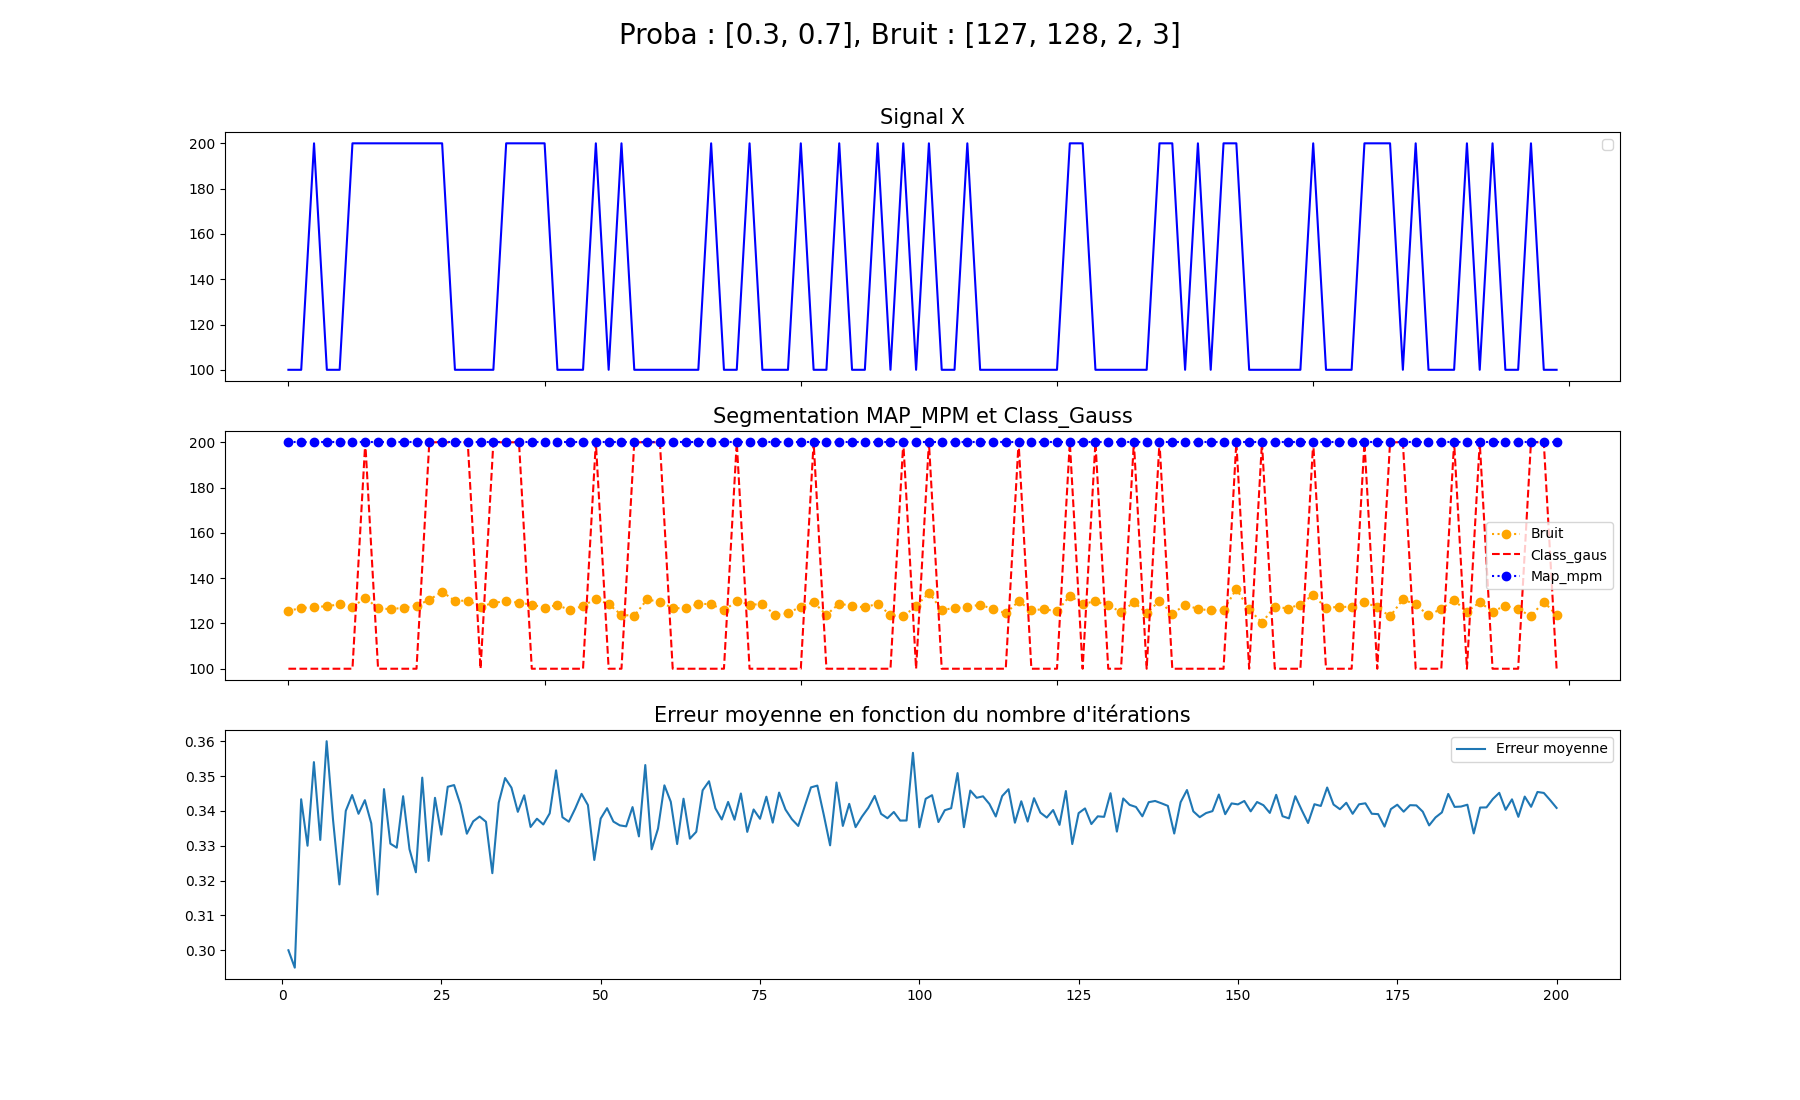 Proba : [0.3, 0.7], Bruit : [127, 128, 2, 3]
Signal X
200
180
160
140
120
100
Segmentation MAP_MPM et Class_Gauss
200
180
160
140
120
100
Bruit
Class_gaus
Map_mpm
Erreur moyenne en fonction du nombre d'itérations
0.36
0.35
0.34
0.33
0.32
0.31
0.30
Erreur moyenne
0 25 50 75 100 125 150 175 200